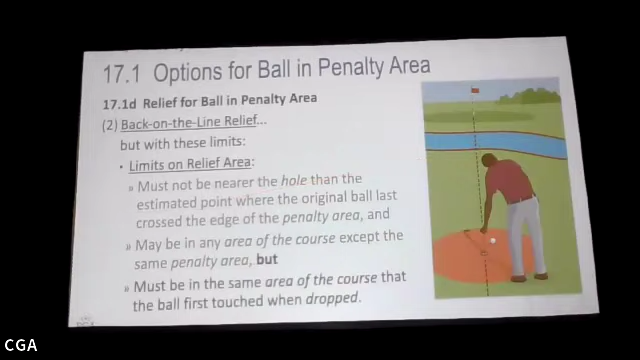 17.1 Options for Ball in Penalty Area
17.1d Relief for Ball in Penalty Area
(2) Back-on-the-Line Relief...
but with these limits:
• Limits on Relief Area:
» Must not be nearer the hole than the
estimated point where the original ball last
crossed the edge of the penalty area, and
» May be in any area of the course except the
same penalty area, but
» Must be in the same area of the course that
the ball first touched when dropped.
CGA